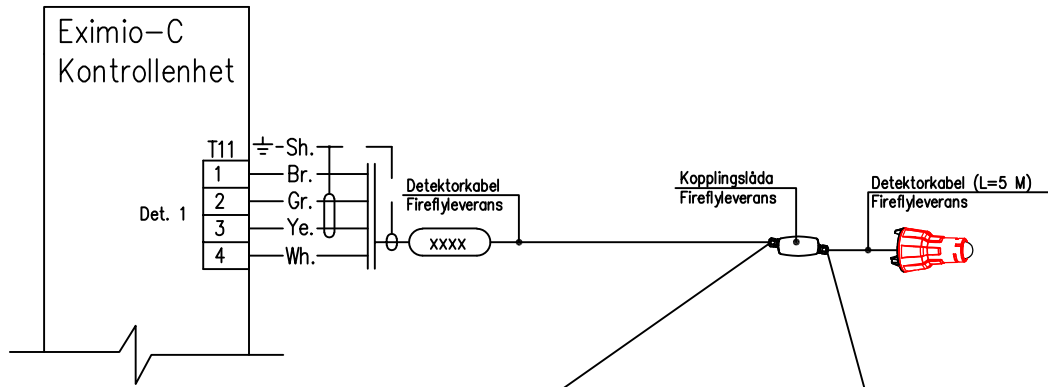 Eximio-C
Kontrollenhet
T11
Sh.
1
Br.
2
Gr.
Det. 1
3
Ye.
4
Wh.
Detektorkabel
Fireflyleverans
xxxx
Kopplingslåda
Fireflyleverans
Detektorkabel (L=5 M)
Fireflyleverans